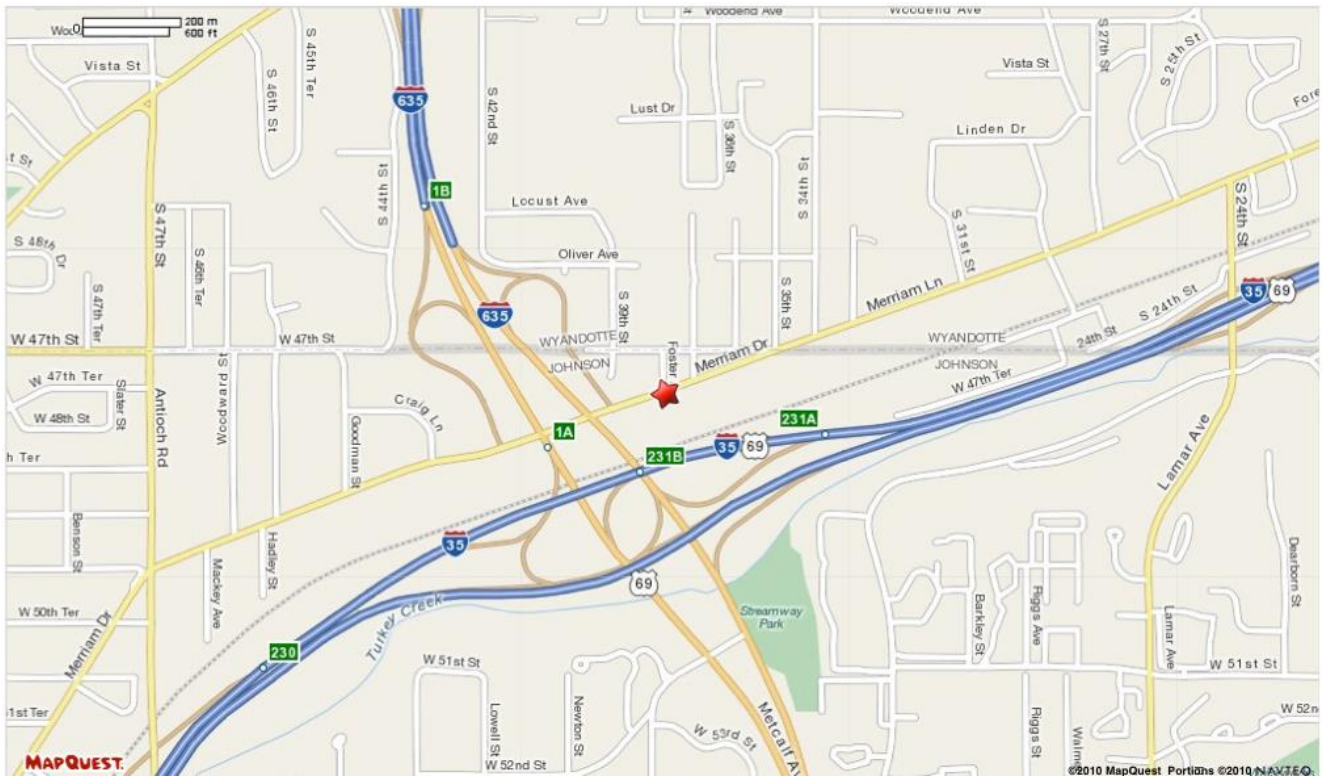 200 m
600 ft
0
Woodend Ave
Woodend Ave
Vista St
S 45th Ter
S 46th St
635
S 42nd St
S 27th St
S 25th St
Vista St
Lust Dr
S 36th St
Linden Dr
S 34th St
1B
S 44th St
S 47th St
Locust Ave
S 24th St
S 46th Ter
S 48th Dr
S 31st St
Oliver Ave
S 47th Ter
S 39th St
S 35th St
Merriam Ln
35
69
S 24th St
635
W 47th St
W 47th St
WYANDOTTE
JOHNSON
Foster
Merriam Dr
WYANDOTTE
JOHNSON
24th St
W 47th Ter
W 47th Ter
Slater St
W 48th St
Antioch Rd
Woodward St
Goodman St
Craig Ln
1A
231A
231B
35
69
Lamar Ave
Benson St
Hadley St
Mackey Ave
35
69
Dearborn St
W 50th Ter
Turkey Creek
Streamway
Park
Barkley St
Riggs Ave
Lamar Ave
Merriam Dr
230
W 51st St
W 51st St
Lowell St
Newton St
Metcalf Av
W 53rd St
Riggs St
W 52nd St
MAPQUEST.
©2010 MapQuest Portions ©2010 NAVTEQ